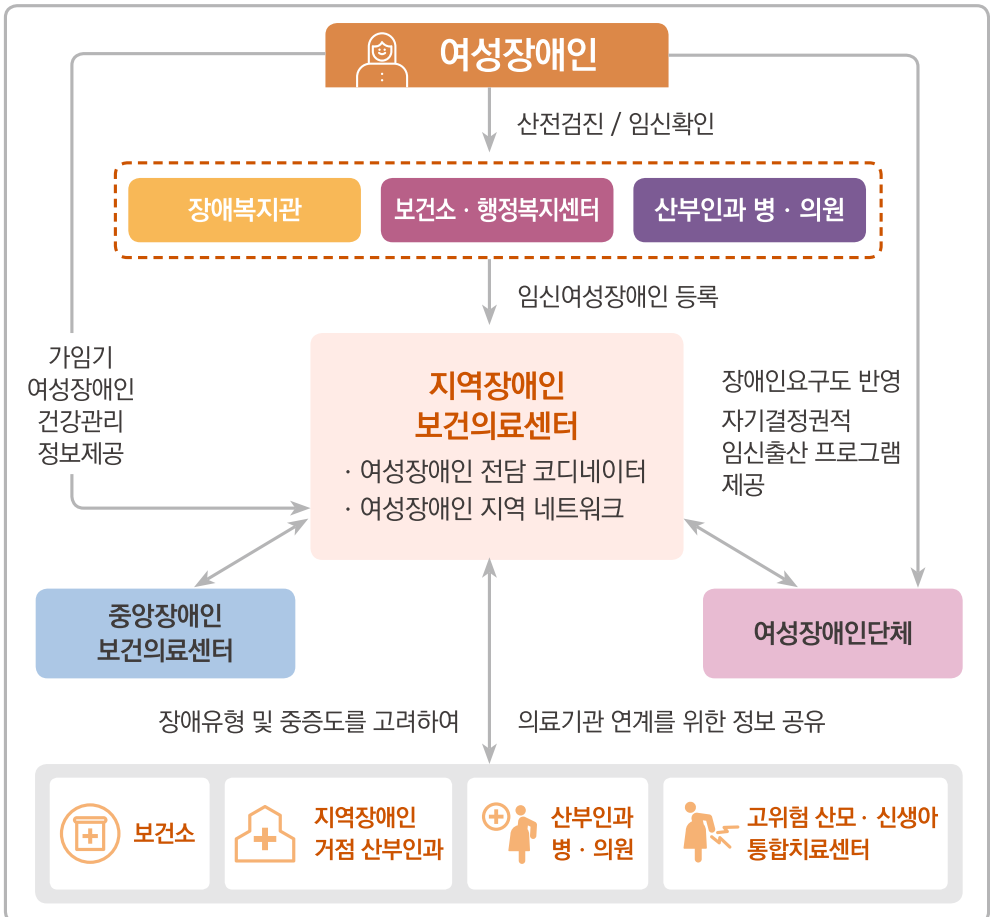 여성장애인
산전검진 / 임신확인
장애복지관
보건소 · 행정복지센터
산부인과 병 · 의원
임신여성장애인 등록
가임기
여성장애인
건강관리
정보제공
지역장애인
보건의료센터
· 여성장애인 전담 코디네이터
· 여성장애인 지역 네트워크
장애인요구도 반영
자기결정권적
임신출산 프로그램
제공
중앙장애인
보건의료센터
여성장애인단체
장애유형 및 중증도를 고려하여
의료기관 연계를 위한 정보 공유
보건소
지역장애인
거점 산부인과
산부인과
병 · 의원
고위험 산모 · 신생아
통합치료센터